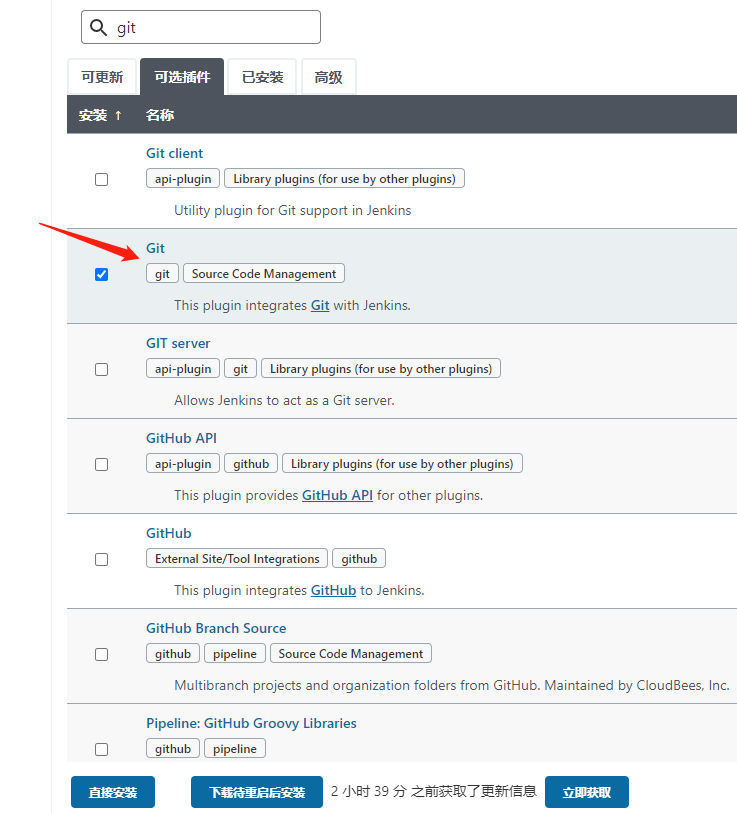 git
可更新 可选插件 已安装 高级
安装 ↑ 名称
Git client
api-plugin Library plugins (for use by other plugins)
Utility plugin for Git support in Jenkins
Git
git Source Code Management
This plugin integrates Git with Jenkins.
GIT server
api-plugin git Library plugins (for use by other plugins)
Allows Jenkins to act as a Git server.
GitHub API
api-plugin github Library plugins (for use by other plugins)
This plugin provides GitHub API for other plugins.
GitHub
External Site/Tool Integrations github
This plugin integrates GitHub to Jenkins.
GitHub Branch Source
github pipeline Source Code Management
Multibranch projects and organization folders from GitHub. Maintained by CloudBees, Inc.
Pipeline: GitHub Groovy Libraries
github pipeline
直接安装 下载待重启后安装 2 小时 39 分 之前获取了更新信息 立即获取